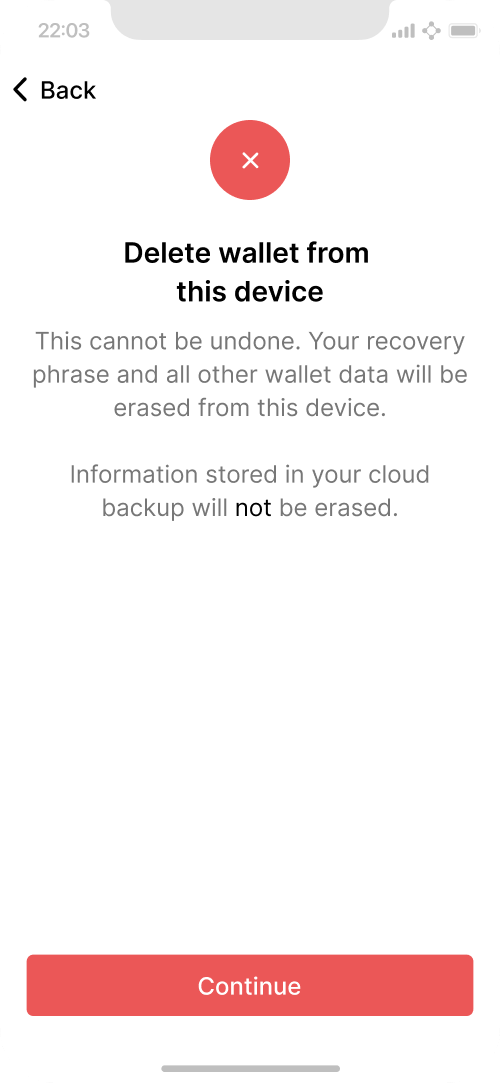 22:03
Back
Delete wallet from
this device
This cannot be undone. Your recovery
phrase and all other wallet data will be
erased from this device.
Information stored in your cloud
backup will not be erased.
Continue